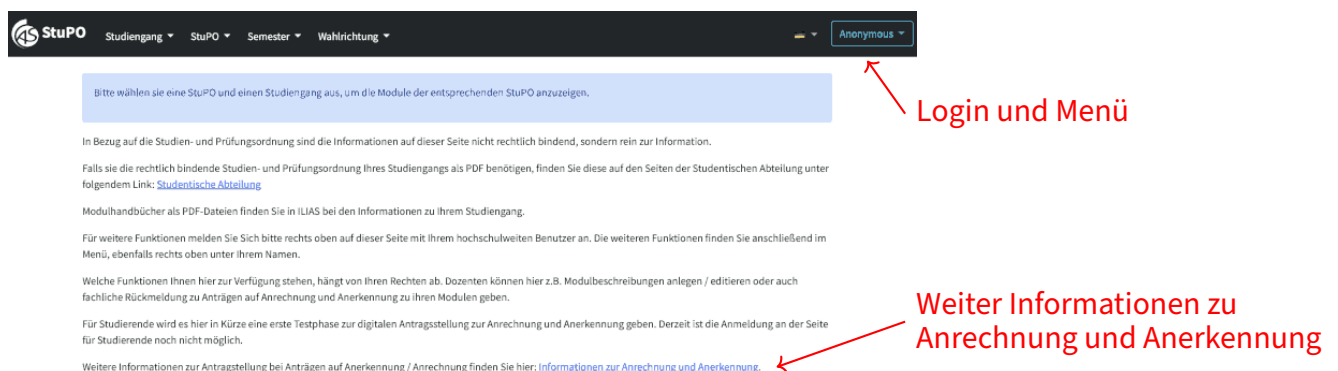 AS StuPO Studiengang StuPO Semester Wahlrichtung Anonymous
Bitte wählen sie eine StuPO und einen Studiengang aus, um die Module der entsprechenden StuPO anzuzeigen.
Login und Menü
In Bezug auf die Studien- und Prüfungsordnung sind die Informationen auf dieser Seite nicht rechtlich bindend, sondern rein zur Information.
Falls sie die rechtlich bindende Studien- und Prüfungsordnung Ihres Studiengangs als PDF benötigen, finden Sie diese auf den Seiten der Studentischen Abteilung unter
folgendem Link: Studentische Abteilung
Modulhandbücher als PDF-Dateien finden Sie in ILIAS bei den Informationen zu Ihrem Studiengang.
Für weitere Funktionen melden Sie Sich bitte rechts oben auf dieser Seite mit Ihrem hochschulweiten Benutzer an. Die weiteren Funktionen finden Sie anschließend im
Menü, ebenfalls rechts oben unter Ihrem Namen.
Welche Funktionen Ihnen hier zur Verfügung stehen, hängt von Ihren Rechten ab. Dozenten können hier z.B. Modulbeschreibungen anlegen / editieren oder auch
fachliche Rückmeldung zu Anträgen auf Anrechnung und Anerkennung zu ihren Modulen geben.
Für Studierende wird es hier in Kürze eine erste Testphase zur digitalen Antragsstellung zur Anrechnung und Anerkennung geben. Derzeit ist die Anmeldung an der Seite
für Studierende noch nicht möglich.
Weitere Informationen zur Antragstellung bei Anträgen auf Anerkennung / Anrechnung finden Sie hier: Informationen zur Anrechnung und Anerkennung.
Weiter Informationen zu
Anrechnung und Anerkennung